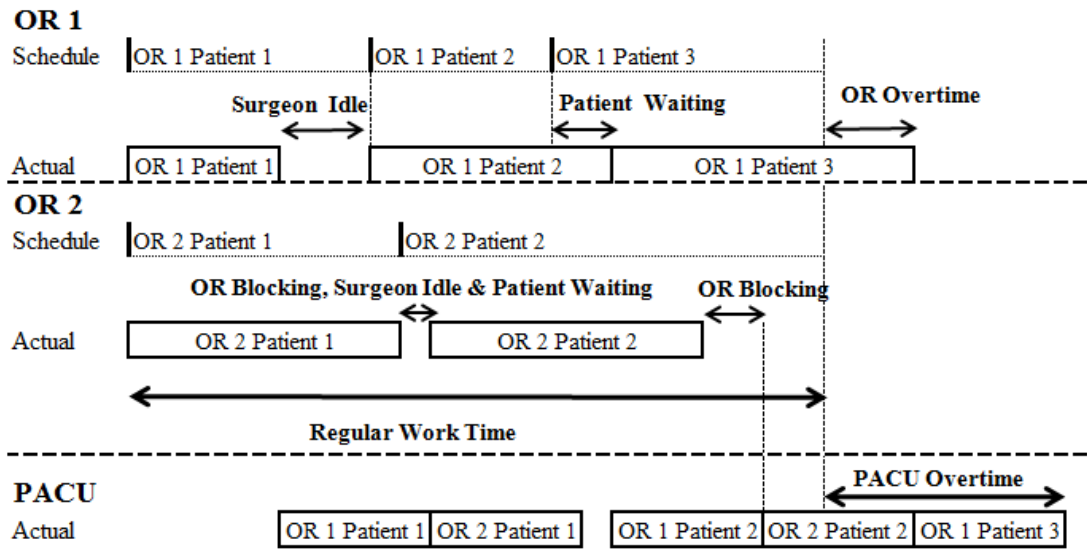 OR 1
Schedule OR 1 Patient 1 OR 1 Patient 2 OR 1 Patient 3
Surgeon Idle Patient Waiting OR Overtime
Actual OR 1 Patient 1 OR 1 Patient 2 OR 1 Patient 3
OR 2
Schedule OR 2 Patient 1 OR 2 Patient 2
OR Blocking, Surgeon Idle & Patient Waiting OR Blocking
Actual OR 2 Patient 1 OR 2 Patient 2
Regular Work Time
PACU Overtime
PACU
Actual OR 1 Patient 1 OR 2 Patient 1 OR 1 Patient 2 OR 2 Patient 2 OR 1 Patient 3